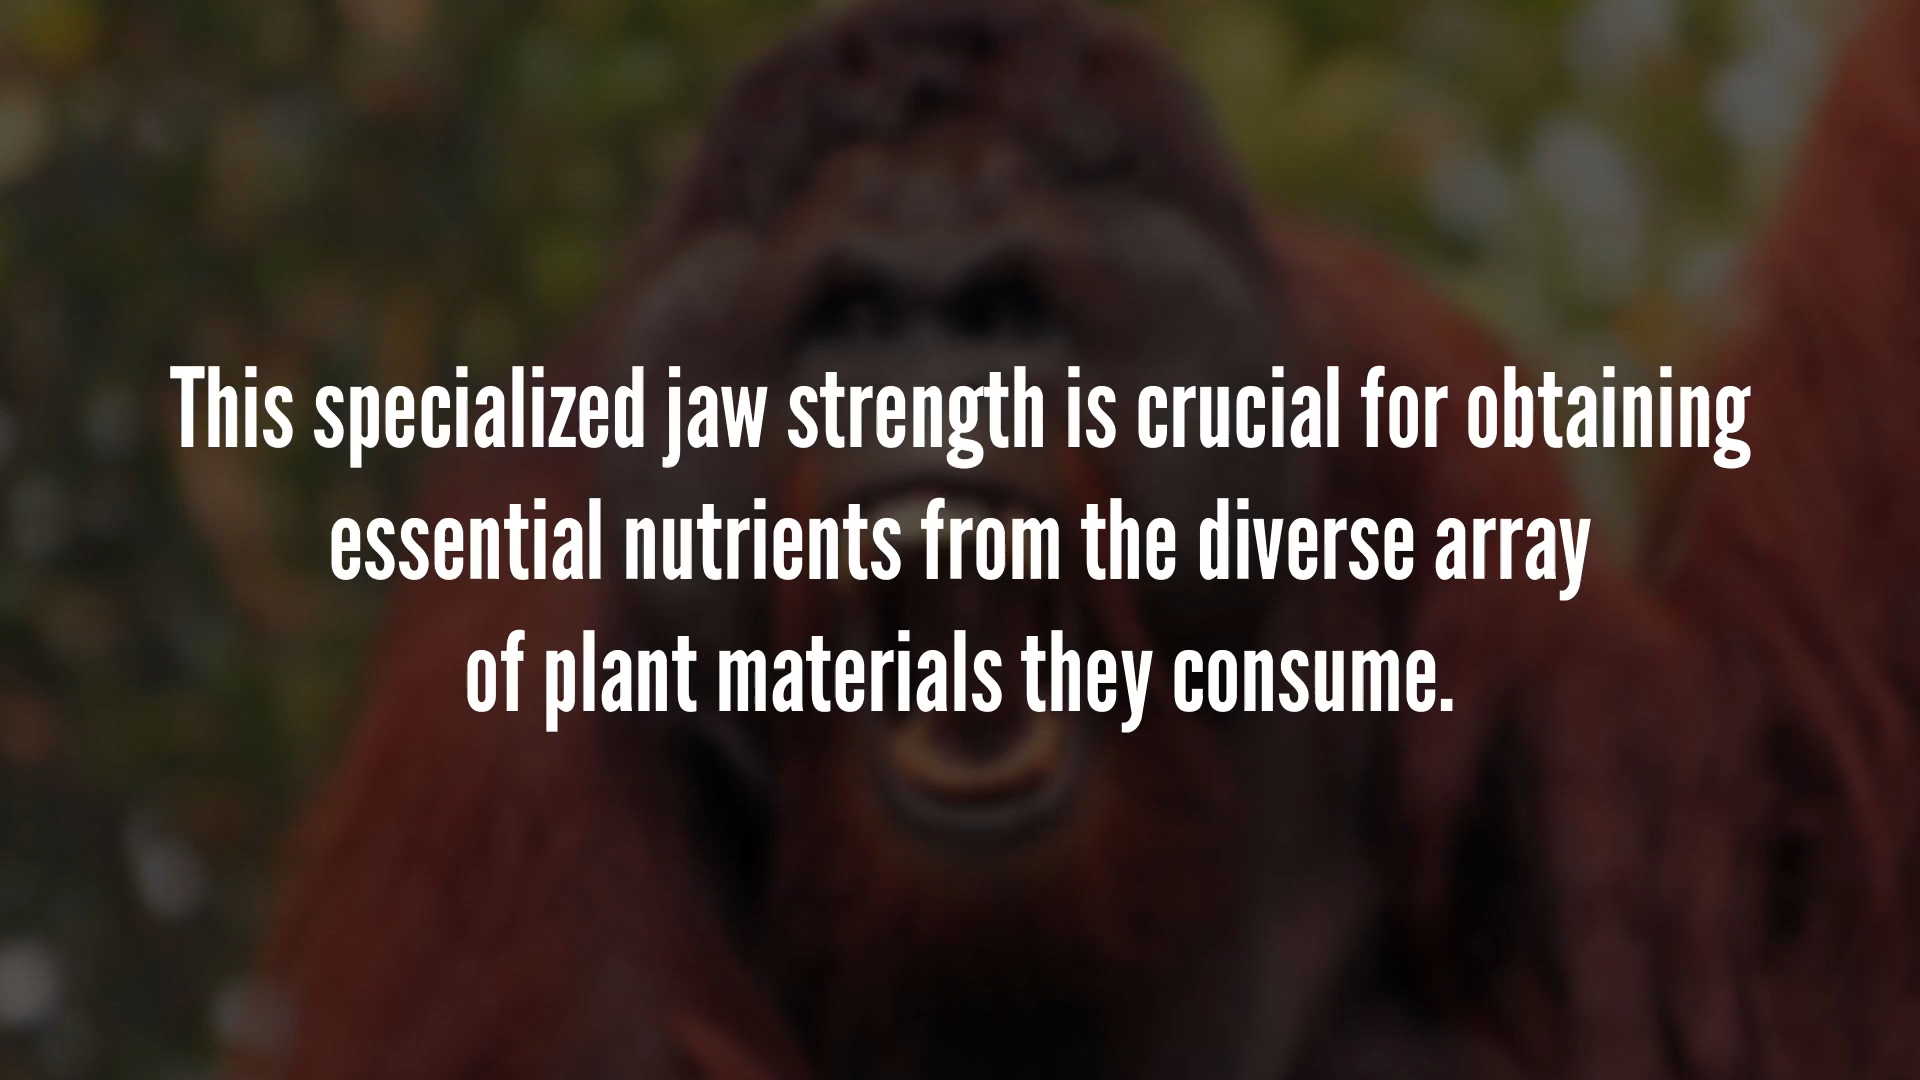 This specialized jaw strength is crucial for obtaining
essential nutrients from the diverse array
of plant materials they consume.